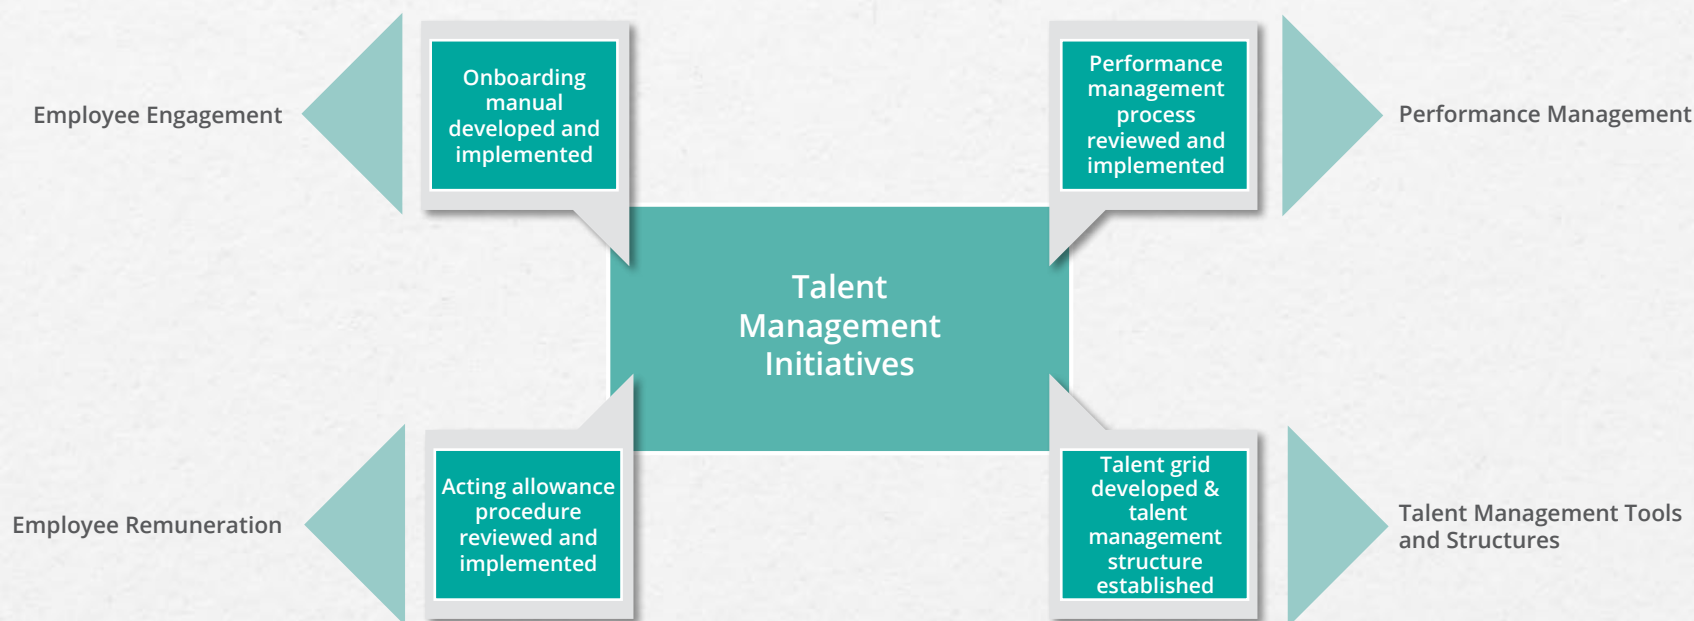 Employee Engagement
Onboarding
manual
developed and
implemented
Performance
management
process
reviewed and
implemented
Performance Management
Talent
Management
Initiatives
Employee Remuneration
Acting allowance
procedure
reviewed and
implemented
Talent grid
developed &
talent
management
structure
established
Talent Management Tools
and Structures